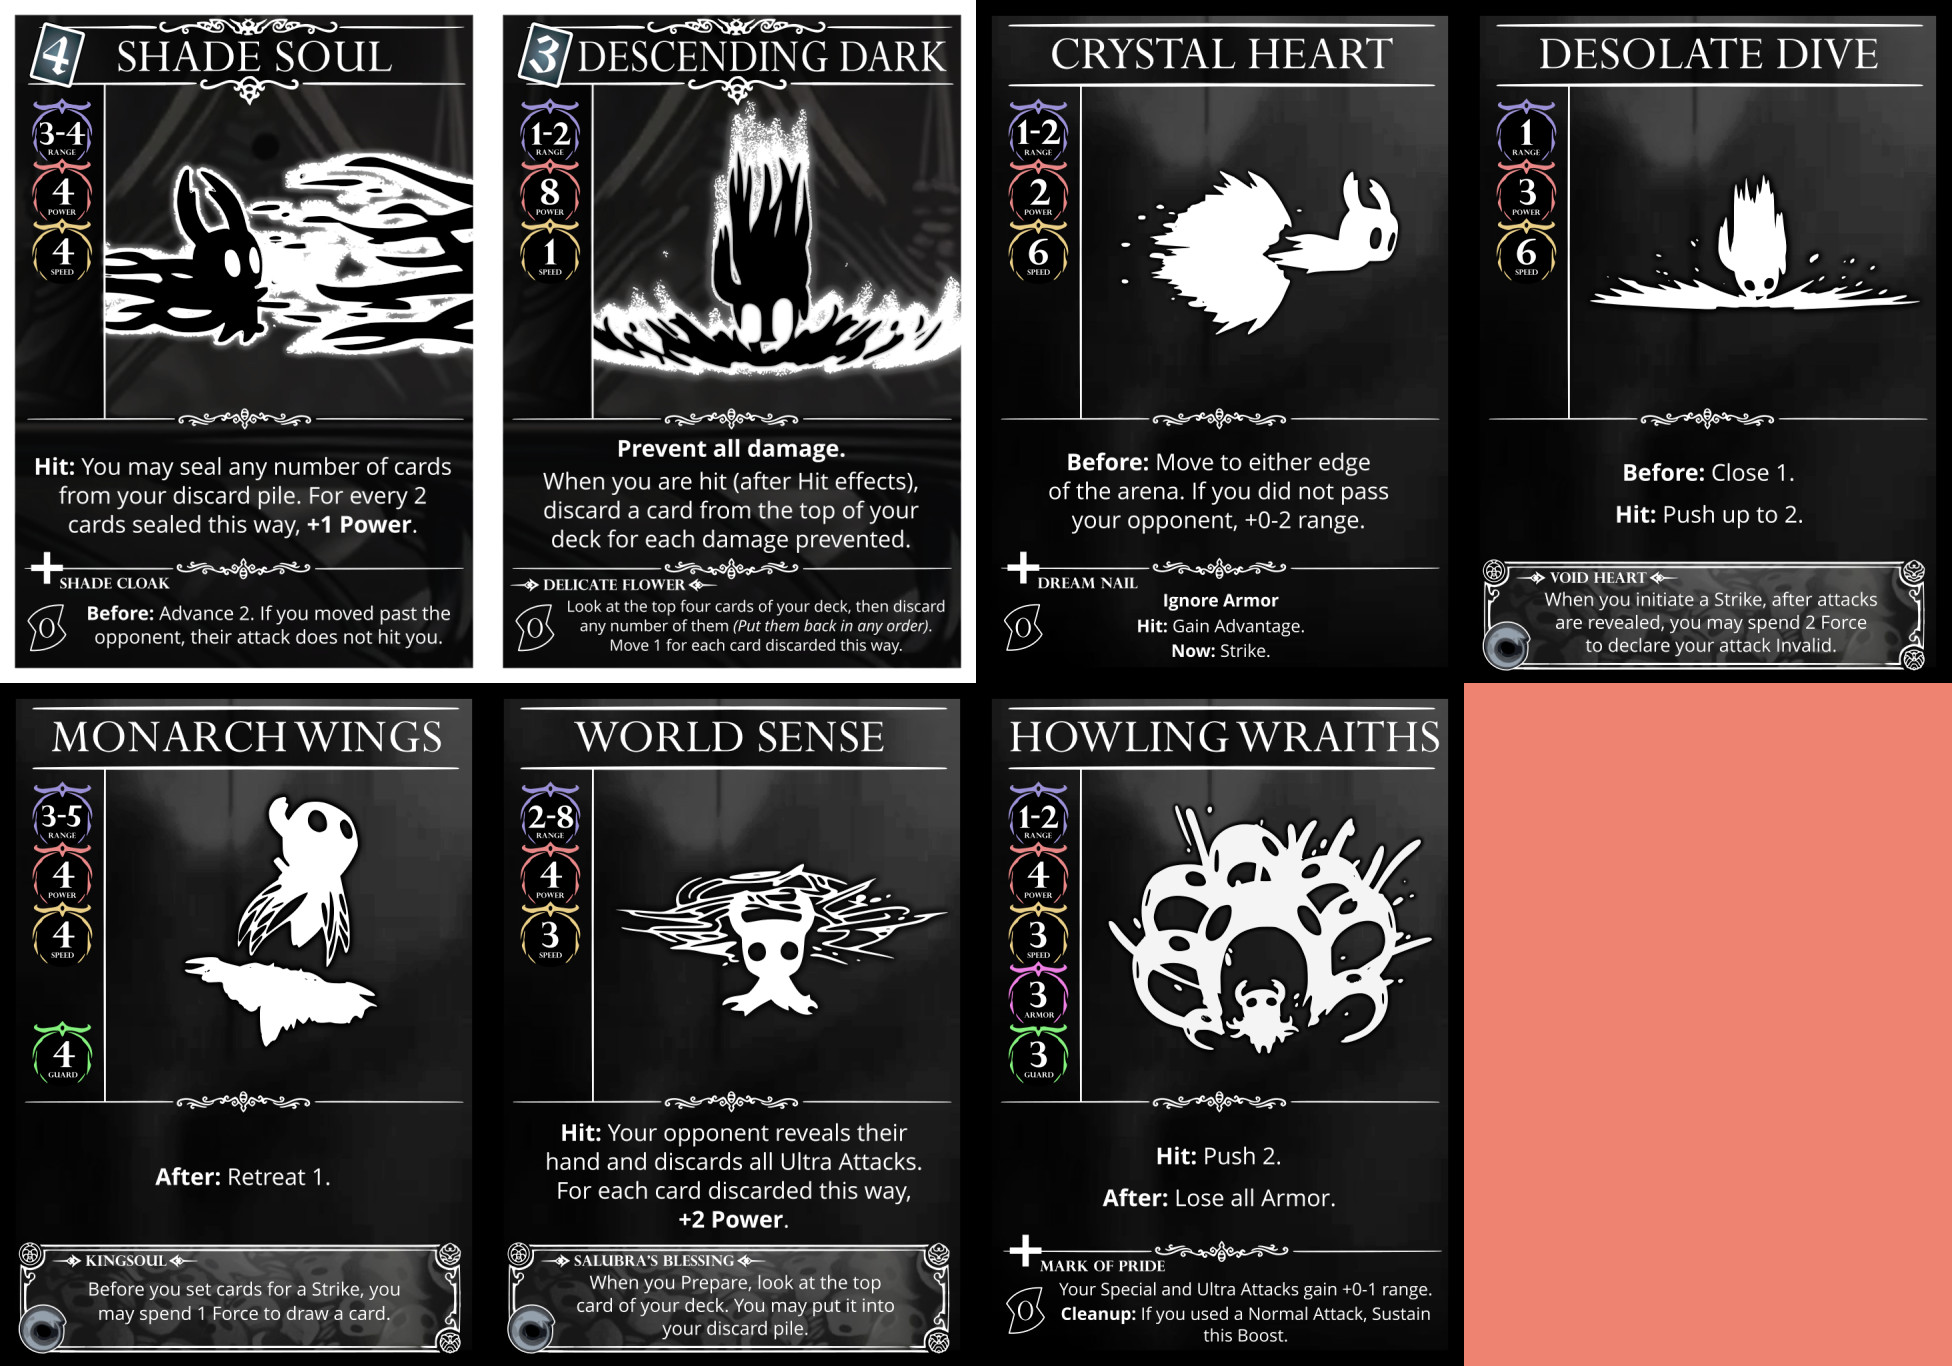 4
SHADE SOUL
3-4
RANGE
4
POWER
4
SPEED
Hit: You may seal any number of cards
from your discard pile. For every 2
cards sealed this way, +1 Power.
+
SHADE CLOAK
0
Before: Advance 2. If you moved past the
opponent, their attack does not hit you.
3
DESCENDING DARK
1-2
RANGE
8
POWER
1
SPEED
Prevent all damage.
When you are hit (after Hit effects),
discard a card from the top of your
deck for each damage prevented.
DELICATE FLOWER
0
Look at the top four cards of your deck, then discard
any number of them (Put them back in any order).
Move 1 for each card discarded this way.
CRYSTAL HEART
1-2
RANGE
2
POWER
6
SPEED
Before: Move to either edge
of the arena. If you did not pass
your opponent, +0-2 range.
+
DREAM NAIL
0
Ignore Armor
Hit: Gain Advantage.
Now: Strike.
DESOLATE DIVE
1
RANGE
3
POWER
6
SPEED
Before: Close 1.
Hit: Push up to 2.
VOID HEART
When you initiate a Strike, after attacks
are revealed, you may spend 2 Force
to declare your attack Invalid.
MONARCH WINGS
3-5
RANGE
4
POWER
4
SPEED
4
GUARD
After: Retreat 1.
KINGSOUL
Before you set cards for a Strike, you
may spend 1 Force to draw a card.
WORLD SENSE
2-8
RANGE
4
POWER
3
SPEED
Hit: Your opponent reveals their
hand and discards all Ultra Attacks.
For each card discarded this way,
+2 Power.
SALUBRA'S BLESSING
When you Prepare, look at the top
card of your deck. You may put it into
your discard pile.
HOWLING WRAITHS
1-2
RANGE
4
POWER
3
SPEED
3
ARMOR
3
GUARD
Hit: Push 2.
After: Lose all Armor.
+
MARK OF PRIDE
0
Your Special and Ultra Attacks gain +0-1 range.
Cleanup: If you used a Normal Attack, Sustain
this Boost.